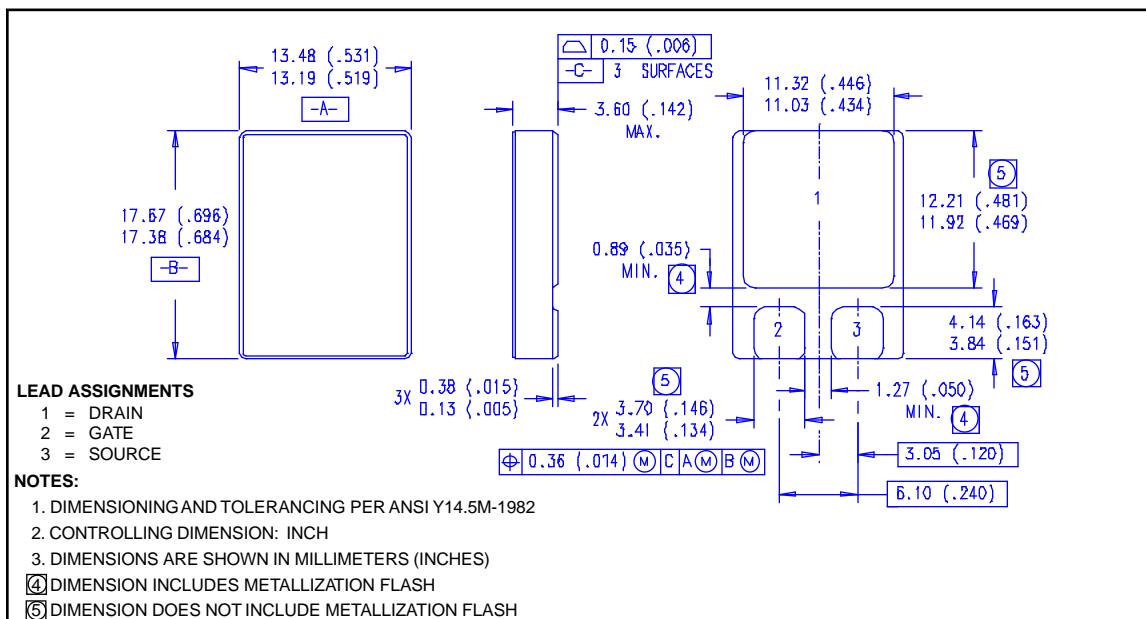 13.48 (.531)
13.19 (.519)
-A-
17.67 (.696)
17.38 (.684)
-B-
0.15 (.006)
-C- 3 SURFACES
3.60 (.142)
MAX.
3X 0.38 (.015)
0.13 (.005)
11.32 (.446)
11.03 (.434)
1
5
12.21 (.481)
11.92 (.469)
0.89 (.035)
MIN. 4
2
3
4.14 (.163)
3.84 (.151)
5
5
2X 3.70 (.146)
3.41 (.134)
1.27 (.050)
MIN. 4
⌖ 0.36 (.014) Ⓜ C A Ⓜ B Ⓜ
3.05 (.120)
6.10 (.240)
LEAD ASSIGNMENTS
1 = DRAIN
2 = GATE
3 = SOURCE
NOTES:
1. DIMENSIONING AND TOLERANCING PER ANSI Y14.5M-1982
2. CONTROLLING DIMENSION: INCH
3. DIMENSIONS ARE SHOWN IN MILLIMETERS (INCHES)
4 DIMENSION INCLUDES METALLIZATION FLASH
5 DIMENSION DOES NOT INCLUDE METALLIZATION FLASH